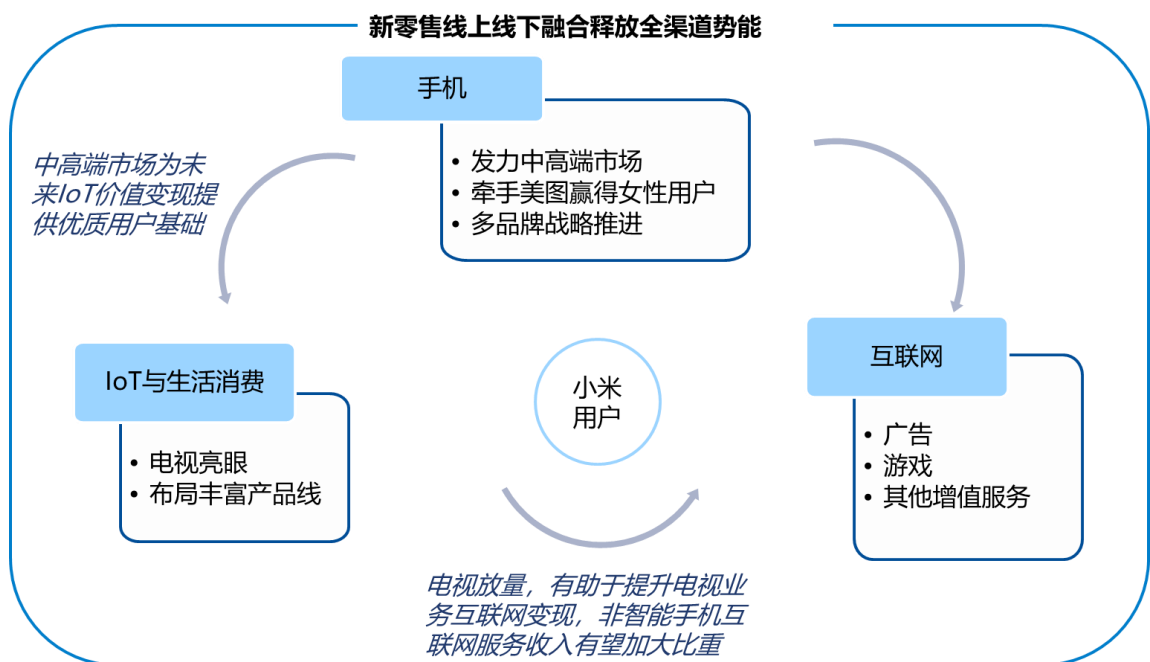 新零售线上线下融合释放全渠道势能
手机
• 发力中高端市场
• 牵手美图赢得女性用户
• 多品牌战略推进
中高端市场为未
来IoT价值变现提
供优质用户基础
IoT与生活消费
• 电视亮眼
• 布局丰富产品线
小米
用户
互联网
• 广告
• 游戏
• 其他增值服务
电视放量，有助于提升电视业
务互联网变现，非智能手机互
联网服务收入有望加大比重